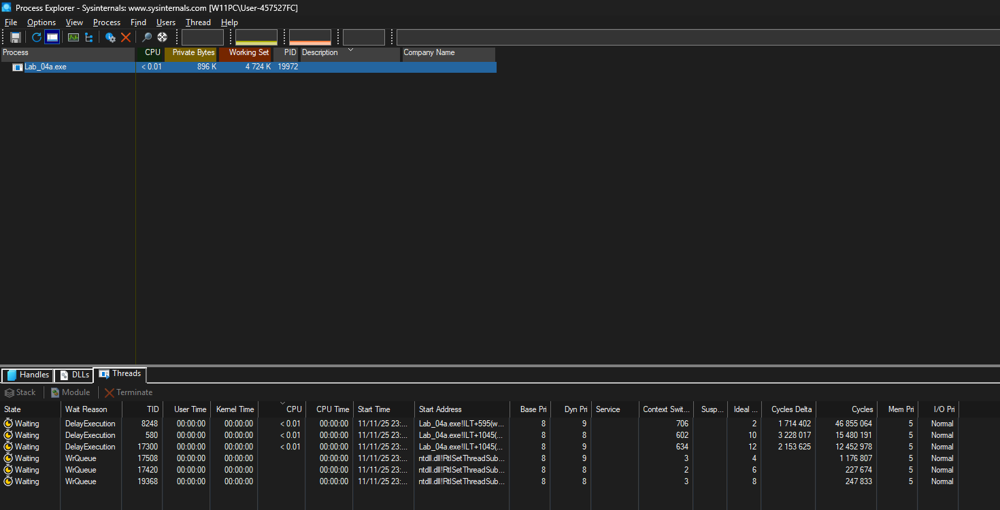 Process Explorer - Sysinternals: www.sysinternals.com [W11PC\User-457527FC]
File Options View Process Find Users Thread Help
Process CPU Private Bytes Working Set PID Description Company Name
Lab_04a.exe < 0.01 896 K 4 724 K 19972
Handles DLLs Threads
Stack Module Terminate
State Wait Reason TID User Time Kernel Time CPU CPU Time Start Time Start Address Base Pri Dyn Pri Service Context Swit... Susp... Ideal ... Cycles Delta Cycles Mem Pri I/O Pri
Waiting DelayExecution 8248 00:00:00 00:00:00 < 0.01 00:00:00 11/11/25 23:... Lab_04a.exe!ILT+595(w... 8 9 706 2 1 714 402 46 855 064 5 Normal
Waiting DelayExecution 580 00:00:00 00:00:00 < 0.01 00:00:00 11/11/25 23:... Lab_04a.exe!ILT+1045(... 8 9 602 10 3 228 017 15 480 191 5 Normal
Waiting DelayExecution 17300 00:00:00 00:00:00 < 0.01 00:00:00 11/11/25 23:... Lab_04a.exe!ILT+1045(... 8 9 634 12 2 153 625 12 452 978 5 Normal
Waiting WrQueue 17508 00:00:00 00:00:00 00:00:00 11/11/25 23:... ntdll.dll!RtlSetThreadSub... 8 9 3 4 1 176 807 5 Normal
Waiting WrQueue 17420 00:00:00 00:00:00 00:00:00 11/11/25 23:... ntdll.dll!RtlSetThreadSub... 8 8 2 6 227 674 5 Normal
Waiting WrQueue 19368 00:00:00 00:00:00 00:00:00 11/11/25 23:... ntdll.dll!RtlSetThreadSub... 8 8 3 8 247 833 5 Normal